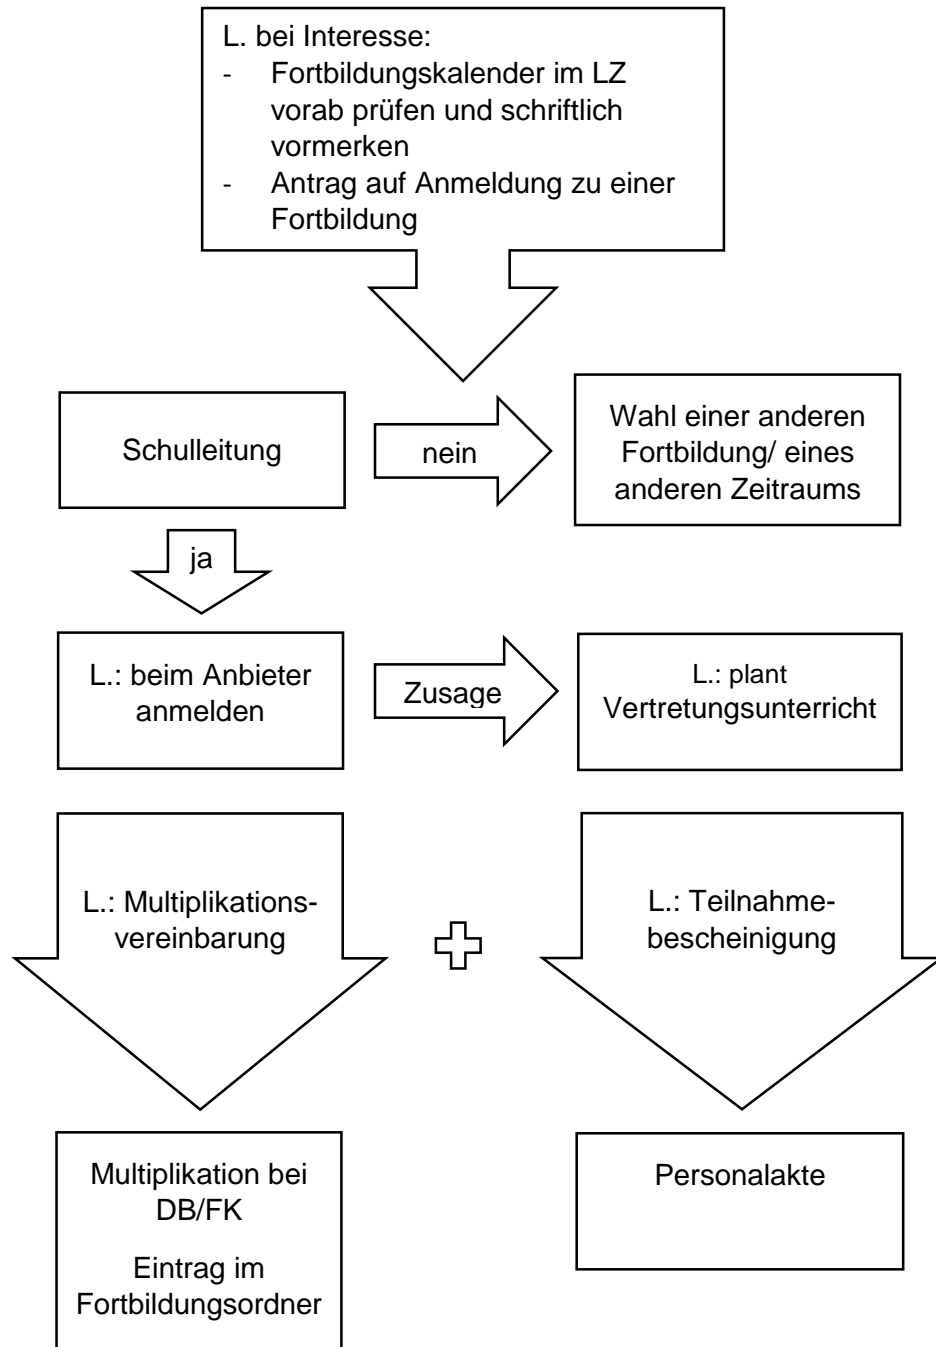 L. bei Interesse:
- Fortbildungskalender im LZ
vorab prüfen und schriftlich
vormerken
- Antrag auf Anmeldung zu einer
Fortbildung
Schulleitung
nein
Wahl einer anderen
Fortbildung/ eines
anderen Zeitraums
ja
L.: beim Anbieter
anmelden
Zusage
L.: plant
Vertretungsunterricht
L.: Multiplikations-
vereinbarung
L.: Teilnahme-
bescheinigung
Multiplikation bei
DB/FK
Eintrag im
Fortbildungsordner
Personalakte